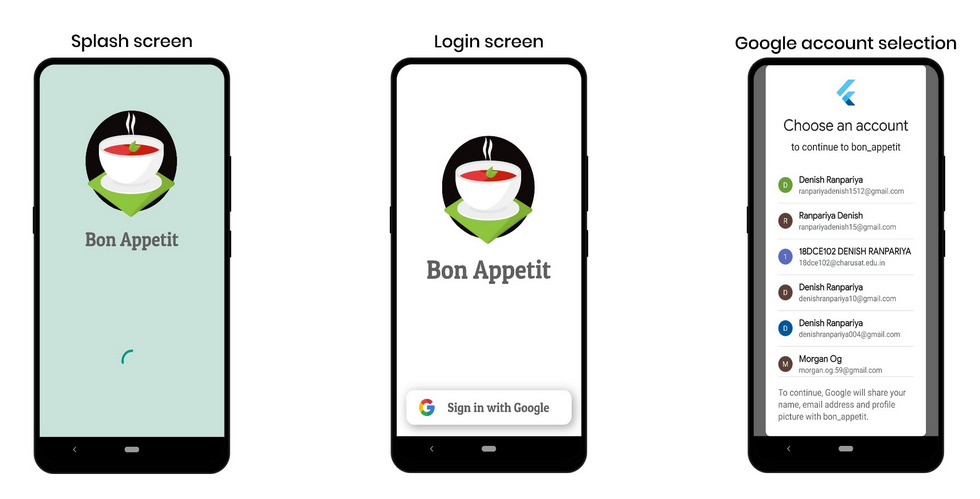 Splash screen
Bon Appetit
Login screen
Bon Appetit
G Sign in with Google
Google account selection
Choose an account
to continue to bon_appetit
D Denish Ranpariya
ranpariyadenish1512@gmail.com
R Ranpariya Denish
ranpariyadenish15@gmail.com
1 18DCE102 DENISH RANPARIYA
18dce102@charusat.edu.in
D Denish Ranpariya
denishranpariya10@gmail.com
D Denish Ranpariya
denishranpariya004@gmail.com
M Morgan Og
morgan.og.59@gmail.com
To continue, Google will share your
name, email address and profile
picture with bon_appetit.